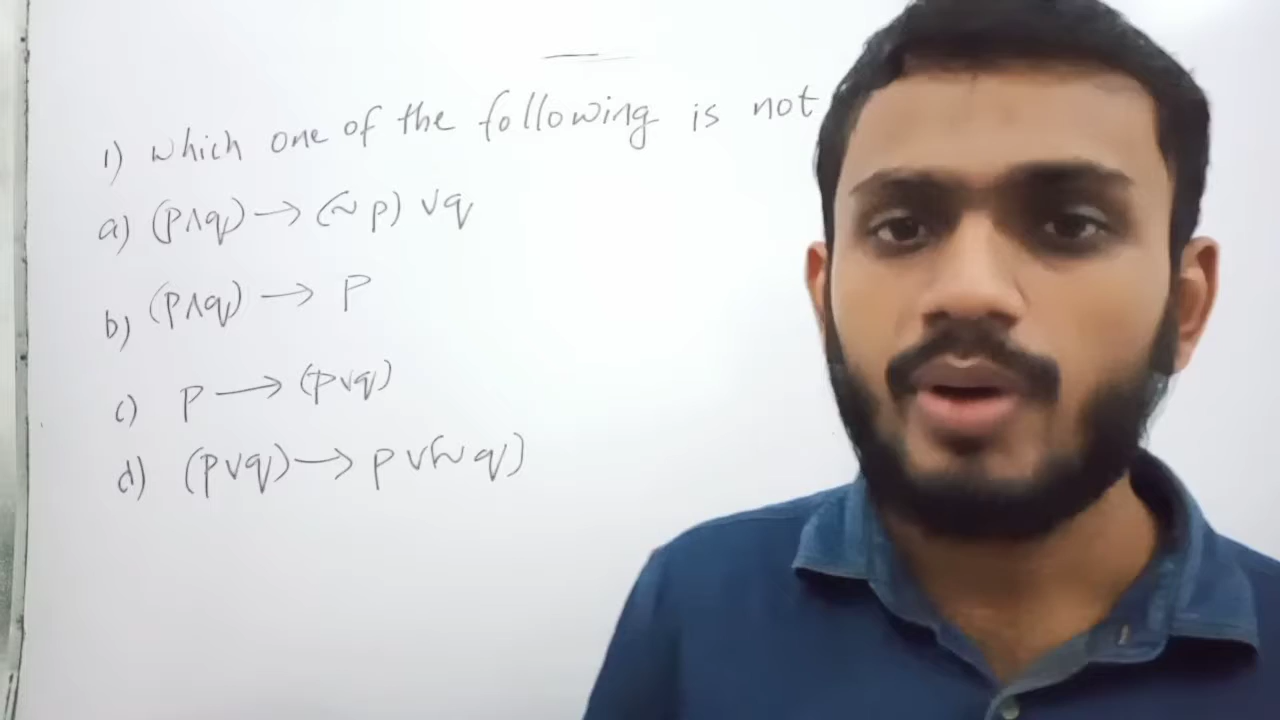 1) Which one of the following is not
a) (p∧q) → (~p) ∨q
b) (p∧q) → P
c) P → (p∨q)
d) (p∨q) → p∨(~q)